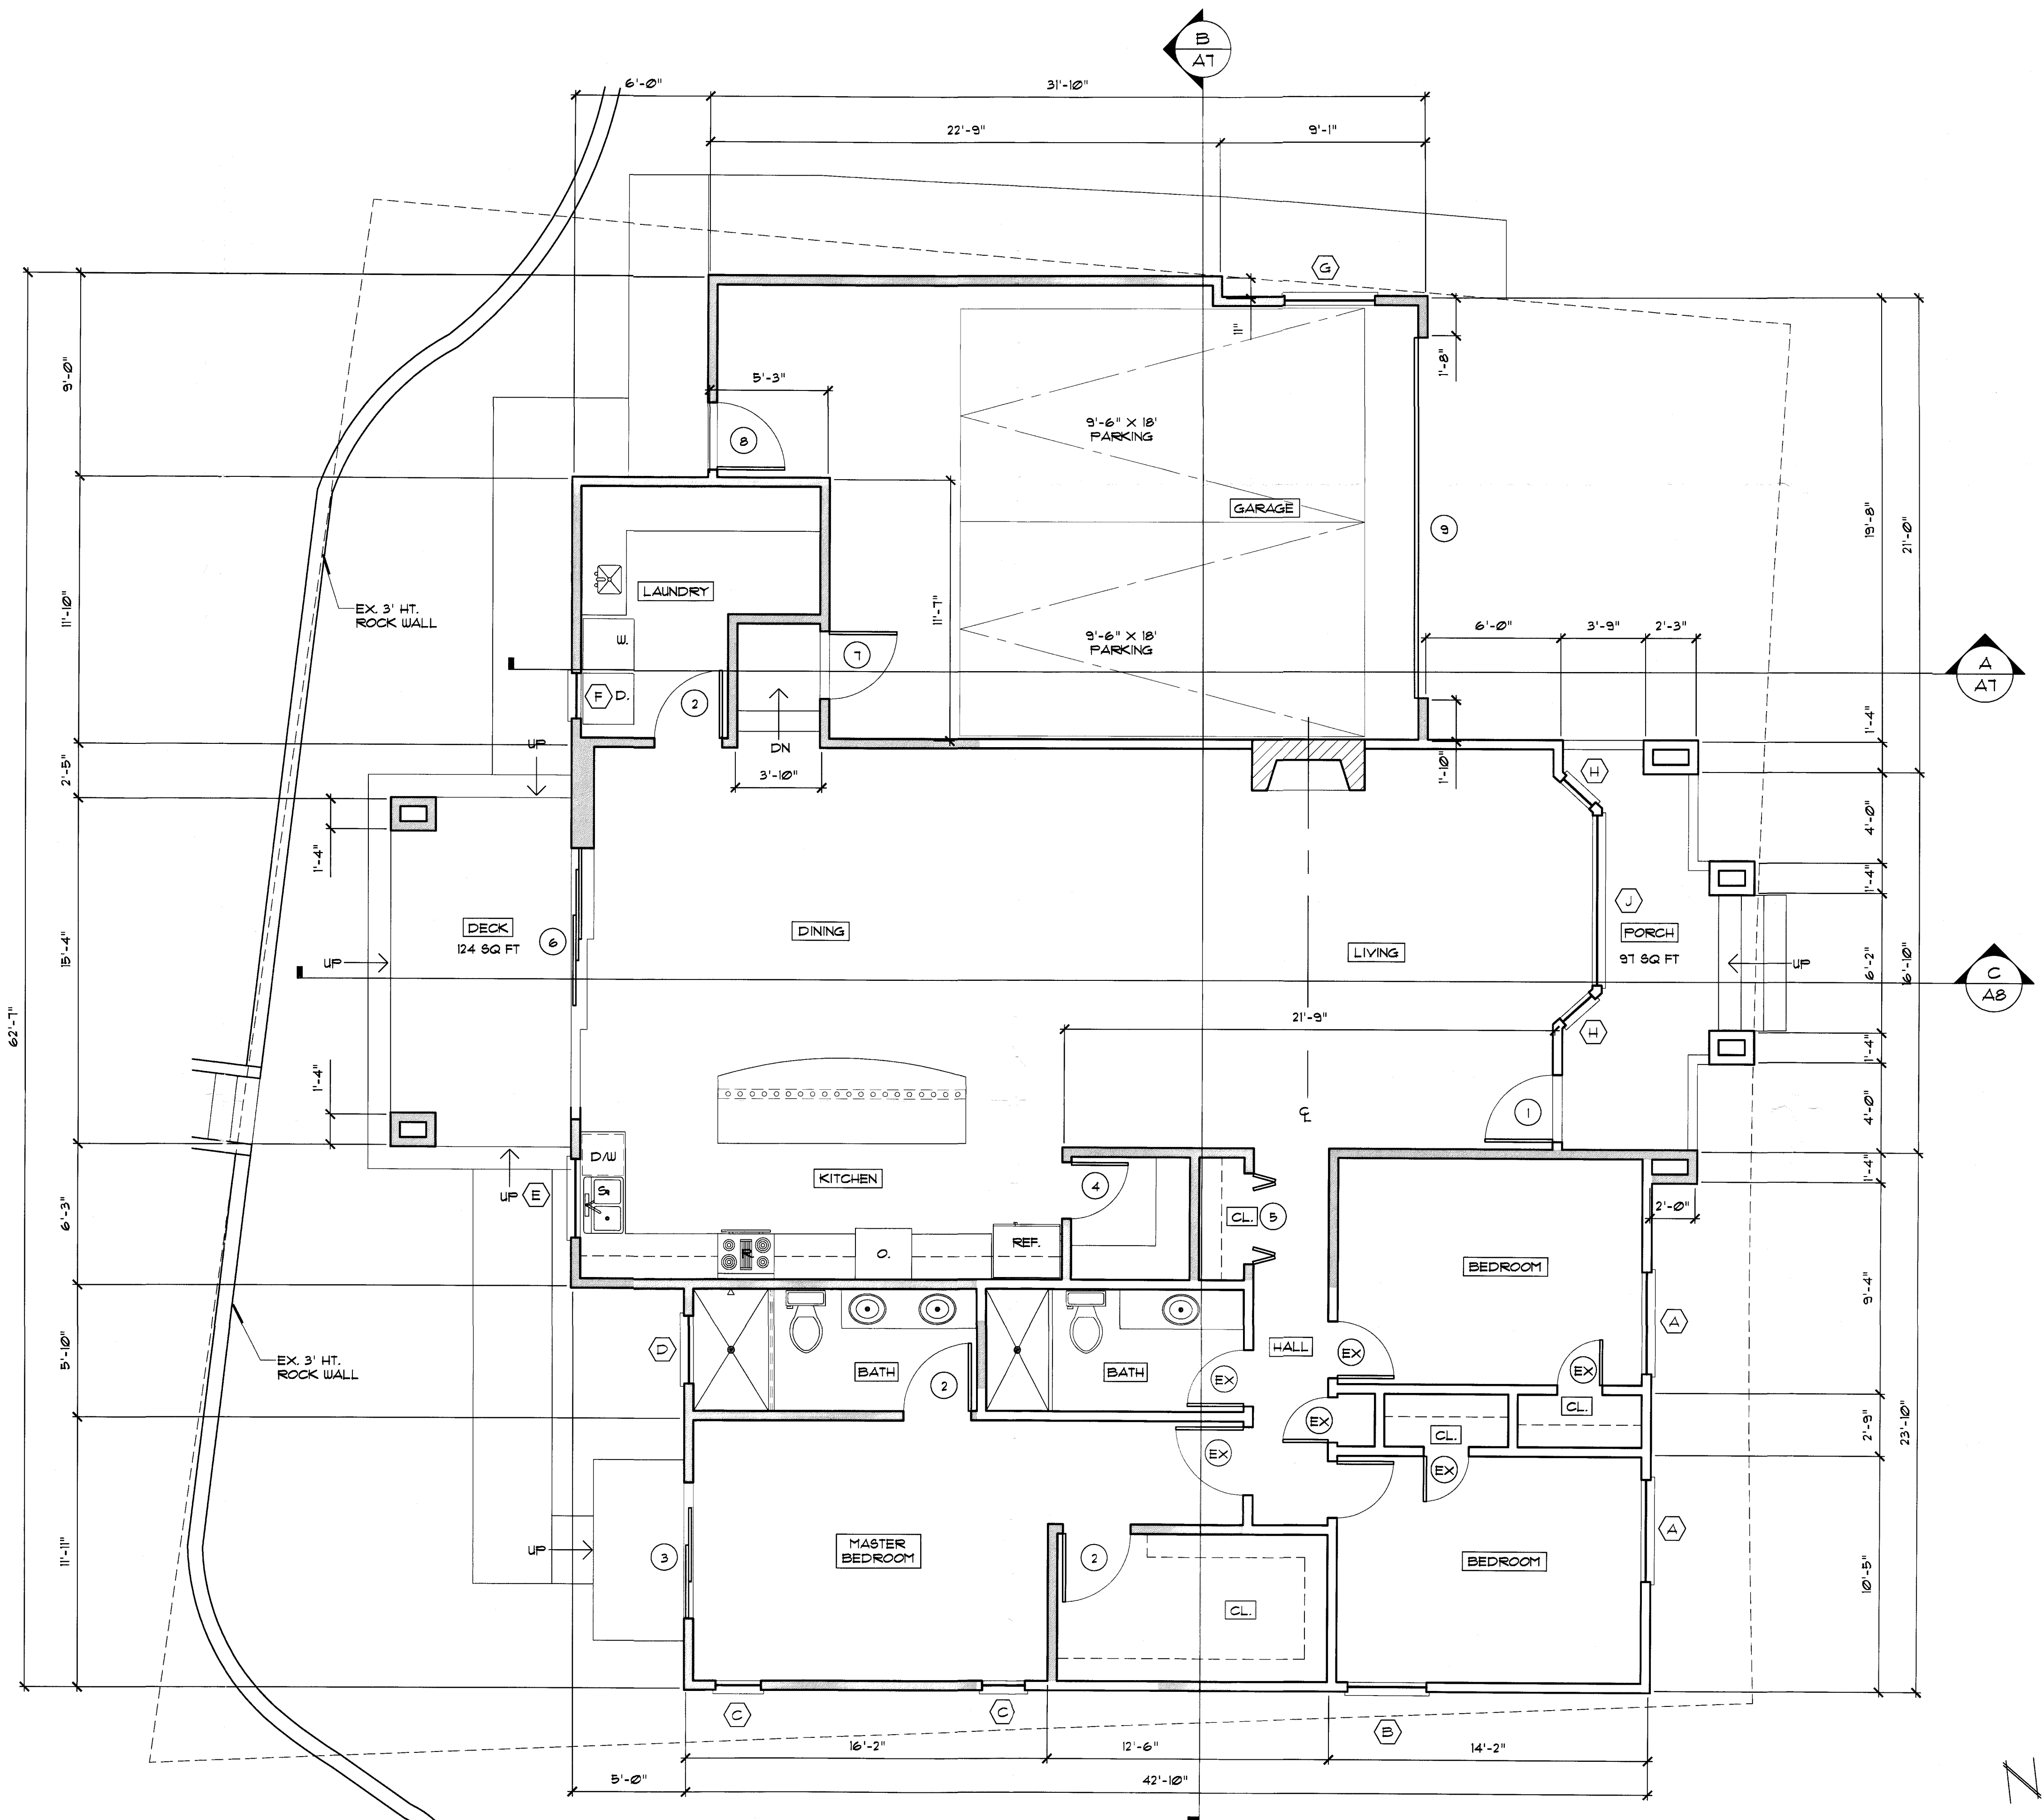 B
A7
6'-0"
31'-10"
22'-9"
9'-1"
G
11"
1'-8"
9'-0"
5'-3"
8
9'-6" X 18'
PARKING
GARAGE
9
19'-8"
21'-0"
LAUNDRY
EX. 3' HT.
ROCK WALL
11'-10"
11'-7"
W.
F
D.
2
7
9'-6" X 18'
PARKING
6'-0"
3'-9"
2'-3"
A
A7
1'-4"
UP
DN
3'-10"
1'-10"
H
2'-5"
1'-4"
4'-0"
1'-4"
J
PORCH
97 SQ FT
UP
DECK
124 SQ FT
6
DINING
LIVING
UP
15'-4"
6'-2"
16'-10"
C
A8
62'-7"
21'-9"
H
1'-4"
1'-4"
4'-0"
1
℄
D/W
KITCHEN
4
UP
E
S.
CL.
5
1'-4"
2'-0"
6'-3"
R
O.
REF.
BEDROOM
9'-4"
5'-10"
D
BATH
2
BATH
HALL
EX
EX
EX
A
EX. 3' HT.
ROCK WALL
EX
CL.
CL.
2'-9"
23'-10"
EX
EX
11'-11"
UP
3
MASTER
BEDROOM
2
BEDROOM
A
10'-5"
CL.
C
C
B
16'-2"
12'-6"
14'-2"
5'-0"
42'-10"
N